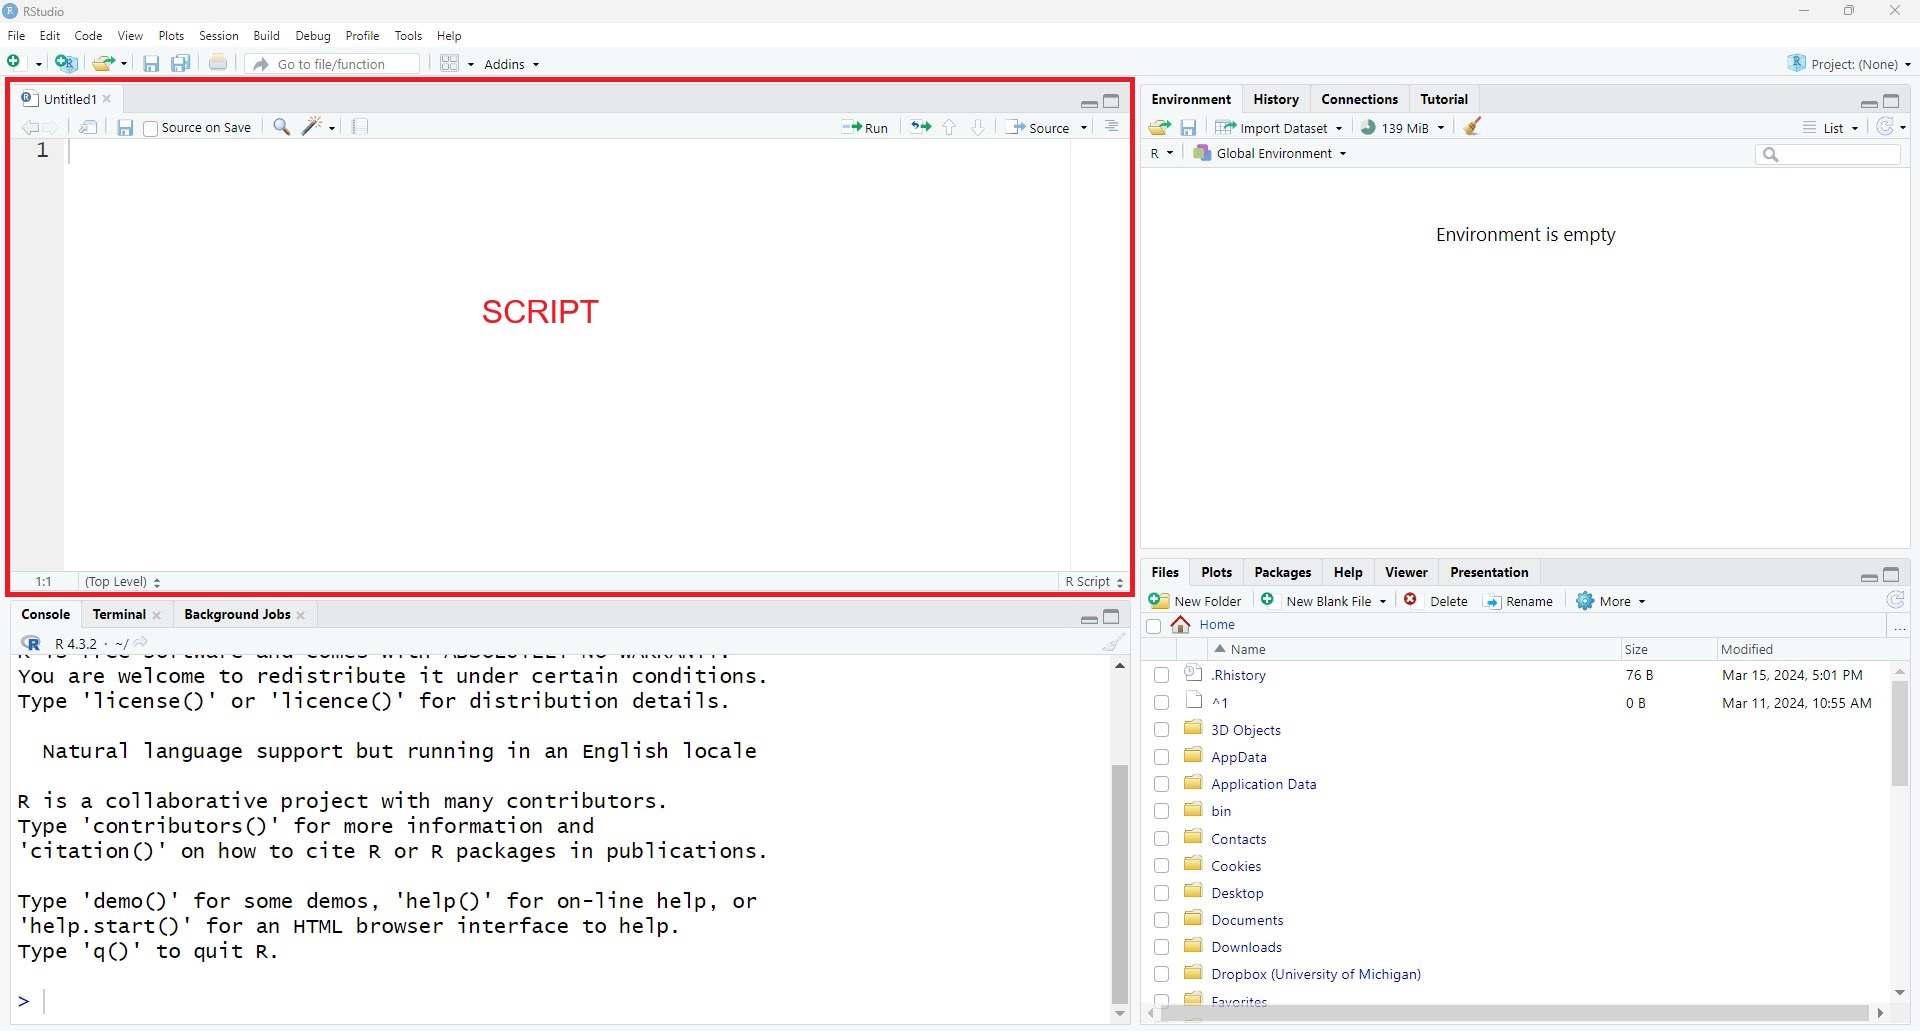 RStudio
File Edit Code View Plots Session Build Debug Profile Tools Help
Go to file/function Addins Project: (None)
Untitled1
Source on Save Run Source
1
SCRIPT
1:1 (Top Level) R Script
Console Terminal Background Jobs
R 4.3.2 · ~/
R is free software and comes with ABSOLUTELY NO WARRANTY.
You are welcome to redistribute it under certain conditions.
Type 'license()' or 'licence()' for distribution details.
Natural language support but running in an English locale
R is a collaborative project with many contributors.
Type 'contributors()' for more information and
'citation()' on how to cite R or R packages in publications.
Type 'demo()' for some demos, 'help()' for on-line help, or
'help.start()' for an HTML browser interface to help.
Type 'q()' to quit R.
>
Environment History Connections Tutorial
Import Dataset 139 MiB List
R Global Environment
Environment is empty
Files Plots Packages Help Viewer Presentation
New Folder New Blank File Delete Rename More
Home ...
Name Size Modified
.Rhistory 76 B Mar 15, 2024, 5:01 PM
^1 0 B Mar 11, 2024, 10:55 AM
3D Objects
AppData
Application Data
bin
Contacts
Cookies
Desktop
Documents
Downloads
Dropbox (University of Michigan)
Favorites